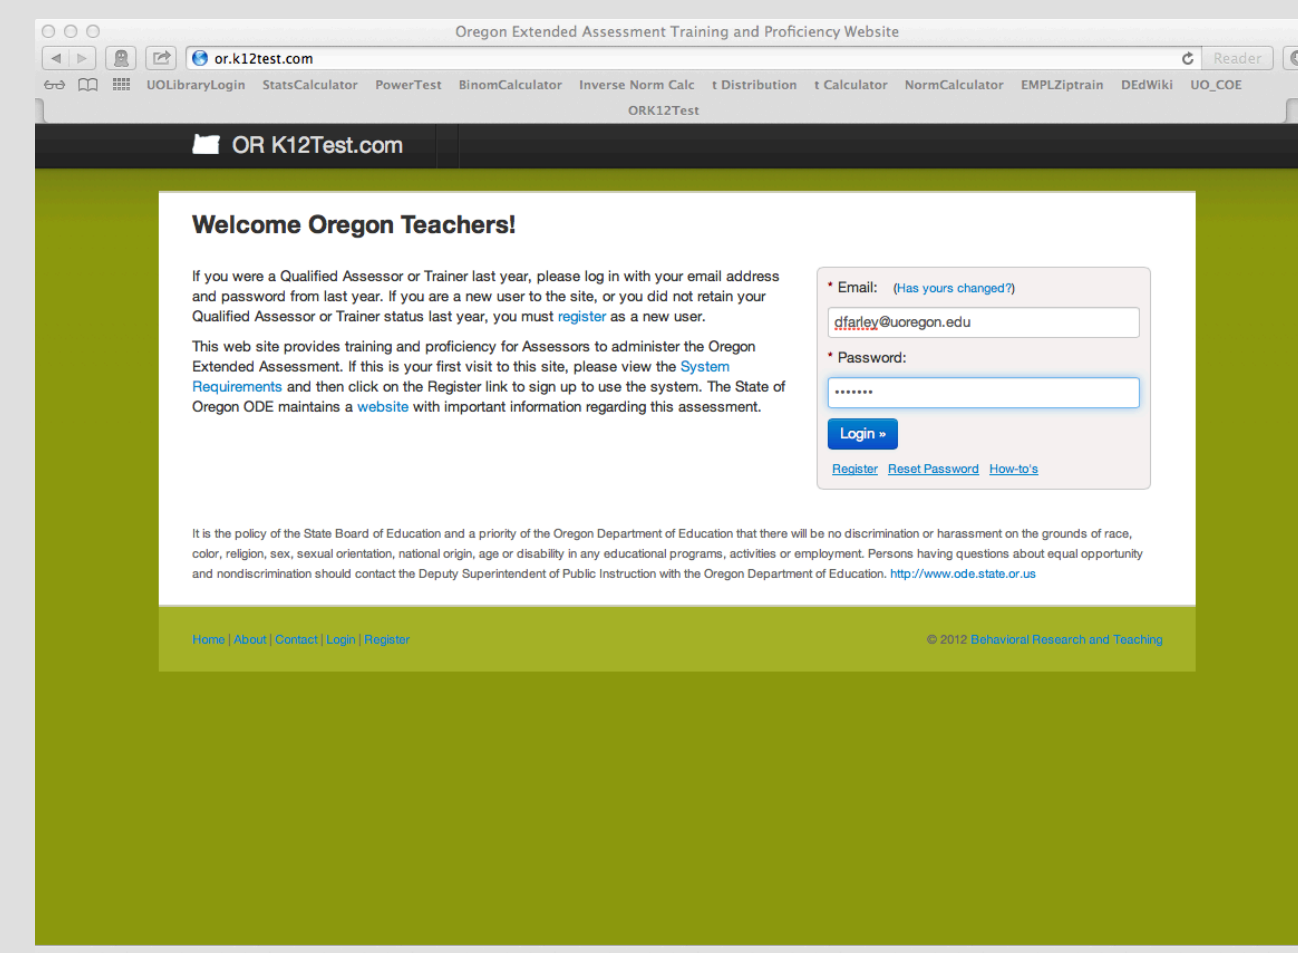 Oregon Extended Assessment Training and Proficiency Website
or.k12test.com
Reader
UOLibraryLogin StatsCalculator PowerTest BinomCalculator Inverse Norm Calc t Distribution t Calculator NormCalculator EMPLZiptrain DEdWiki UO_COE
ORK12Test
OR K12Test.com
Welcome Oregon Teachers!
If you were a Qualified Assessor or Trainer last year, please log in with your email address
and password from last year. If you are a new user to the site, or you did not retain your
Qualified Assessor or Trainer status last year, you must register as a new user.
This web site provides training and proficiency for Assessors to administer the Oregon
Extended Assessment. If this is your first visit to this site, please view the System
Requirements and then click on the Register link to sign up to use the system. The State of
Oregon ODE maintains a website with important information regarding this assessment.
* Email: (Has yours changed?)
dfarley@uoregon.edu
* Password:
•••••••
Login »
Register Reset Password How-to's
It is the policy of the State Board of Education and a priority of the Oregon Department of Education that there will be no discrimination or harassment on the grounds of race,
color, religion, sex, sexual orientation, national origin, age or disability in any educational programs, activities or employment. Persons having questions about equal opportunity
and nondiscrimination should contact the Deputy Superintendent of Public Instruction with the Oregon Department of Education. http://www.ode.state.or.us
Home | About | Contact | Login | Register
© 2012 Behavioral Research and Teaching